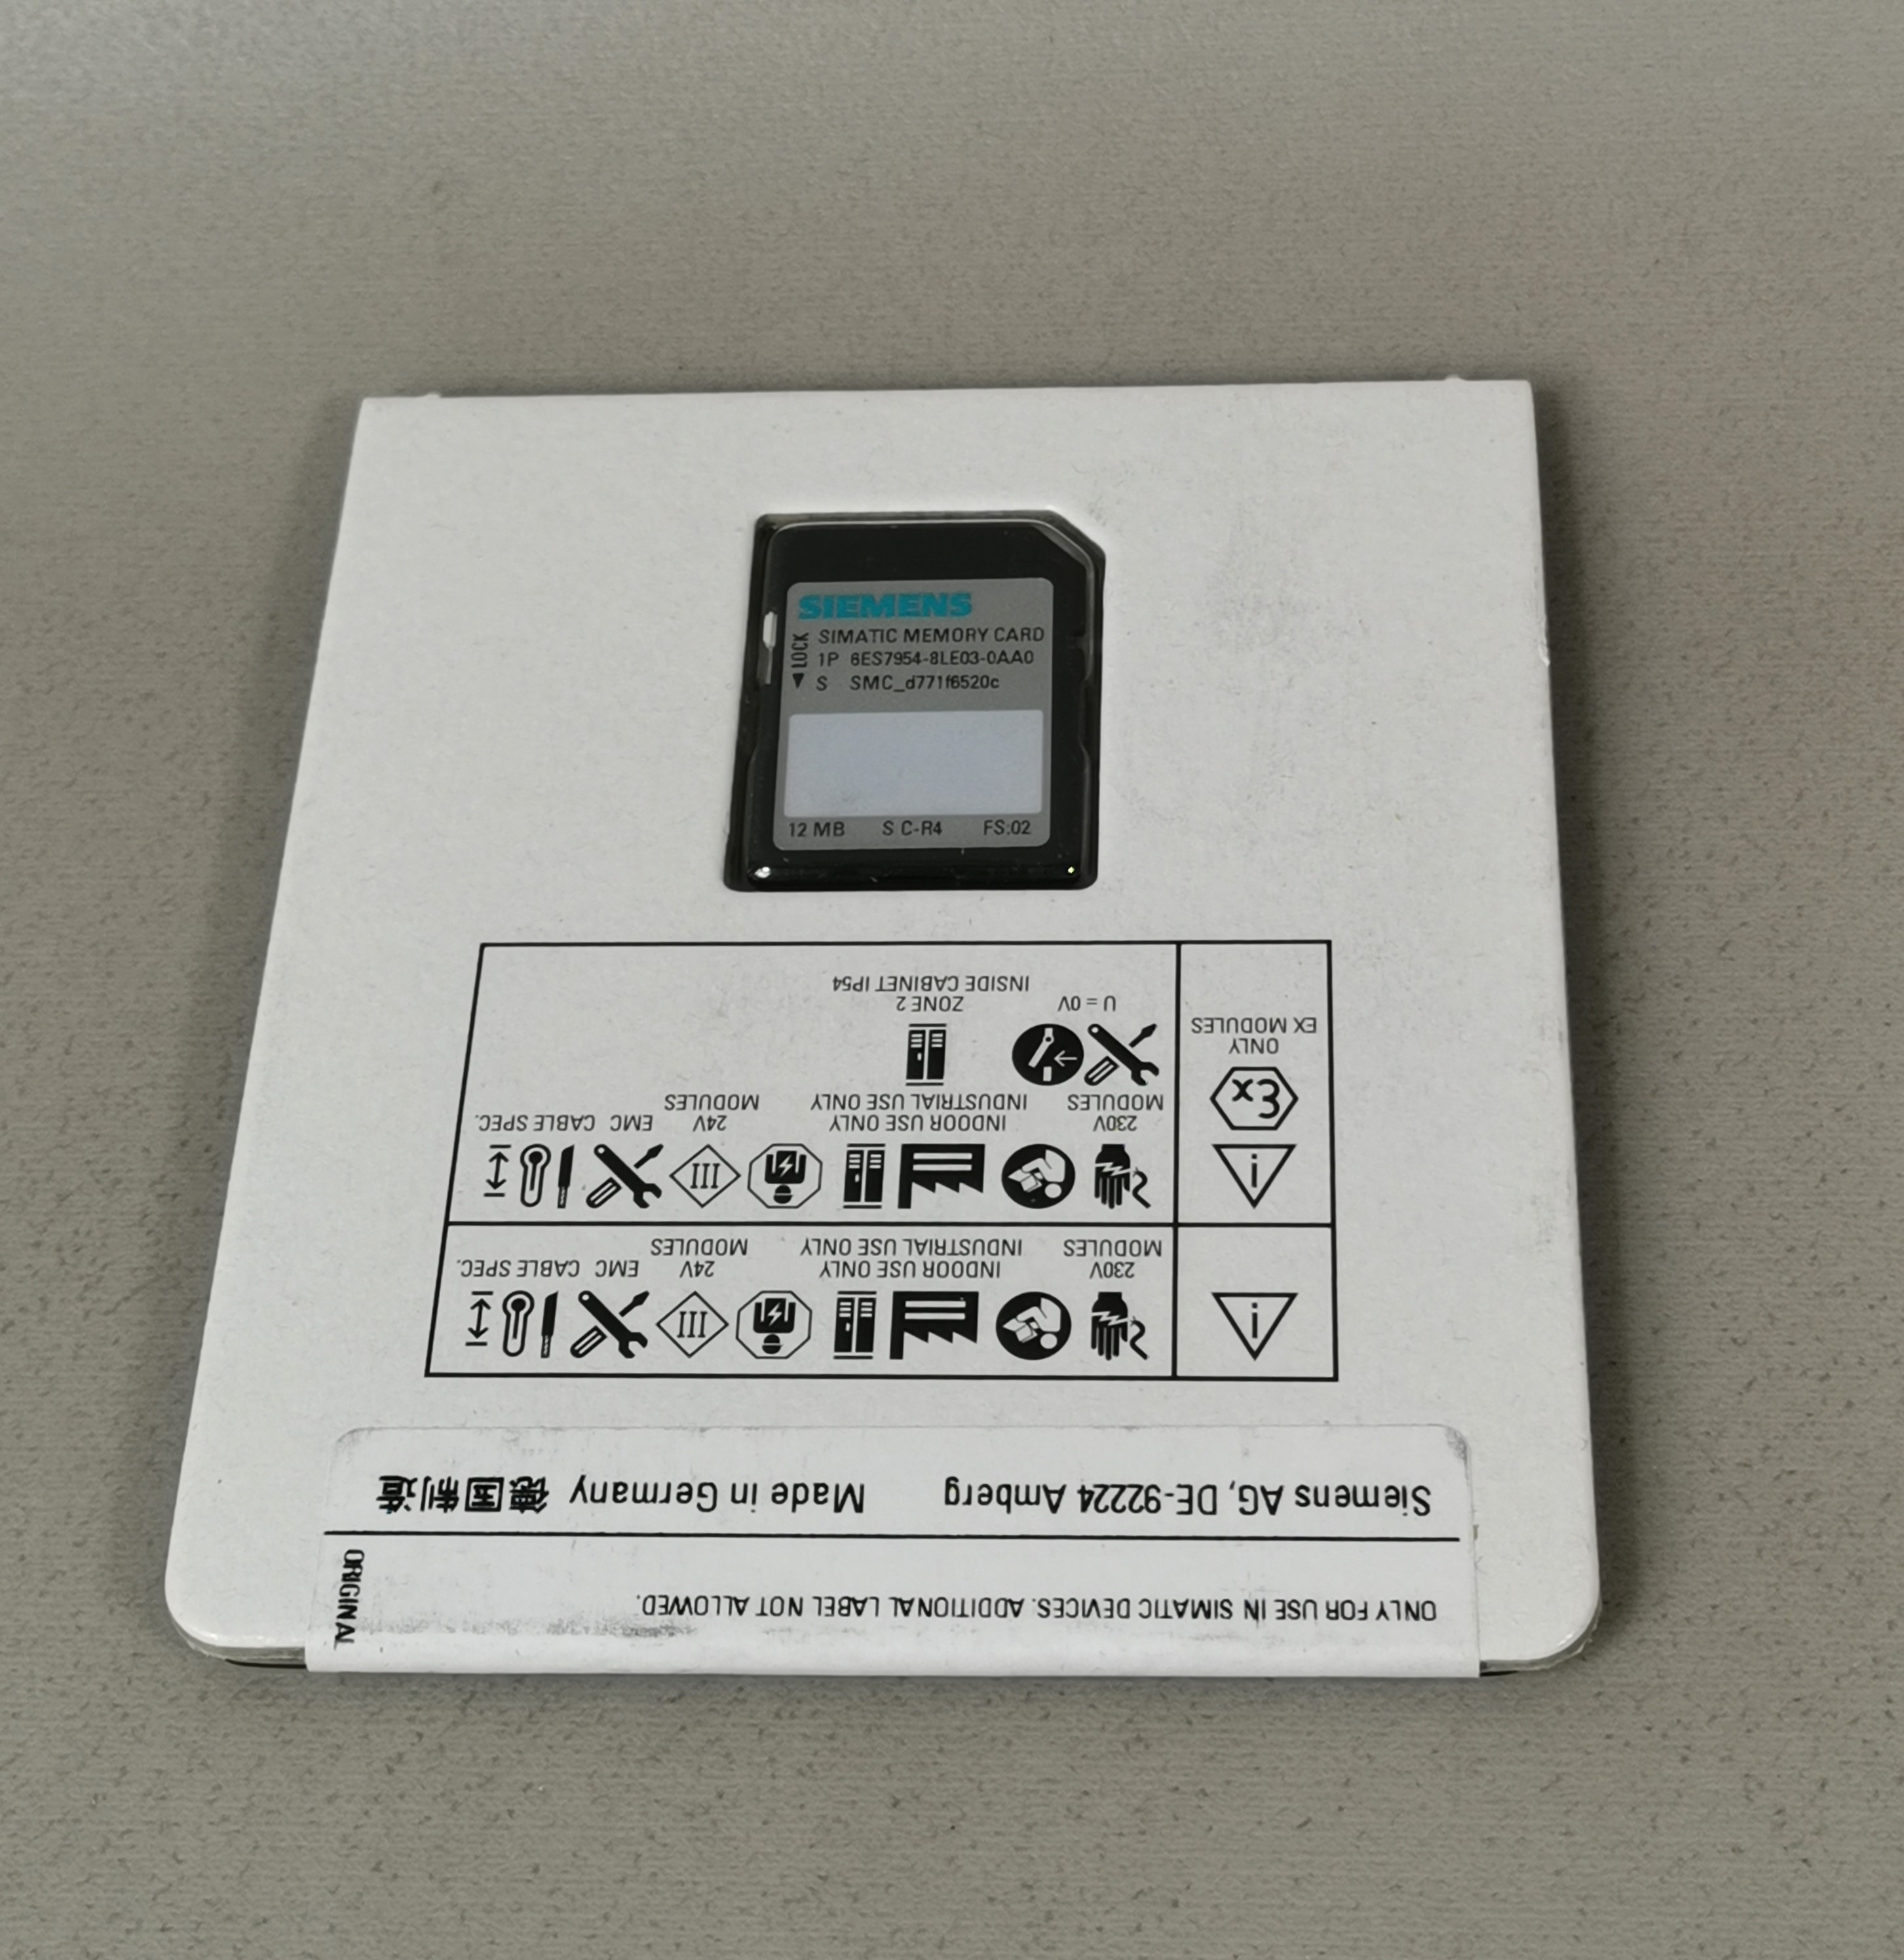 SIEMENS
SIMATIC MEMORY CARD
1P 6ES7954-8LE03-0AA0
S SMC_d771f6520c
LOCK
12 MB S C-R4 FS:02
ONLY FOR USE IN SIMATIC DEVICES. ADDITIONAL LABEL NOT ALLOWED.
ORIGINAL
Siemens AG, DE-92224 Amberg Made in Germany 德国制造
i
III
230V
MODULES
INDOOR USE ONLY
INDUSTRIAL USE ONLY
24V
MODULES
EMC
CABLE SPEC.
i
Ex
ONLY
EX MODULES
III
230V
MODULES
INDOOR USE ONLY
INDUSTRIAL USE ONLY
24V
MODULES
EMC
CABLE SPEC.
U = 0V
ZONE 2
INSIDE CABINET IP54